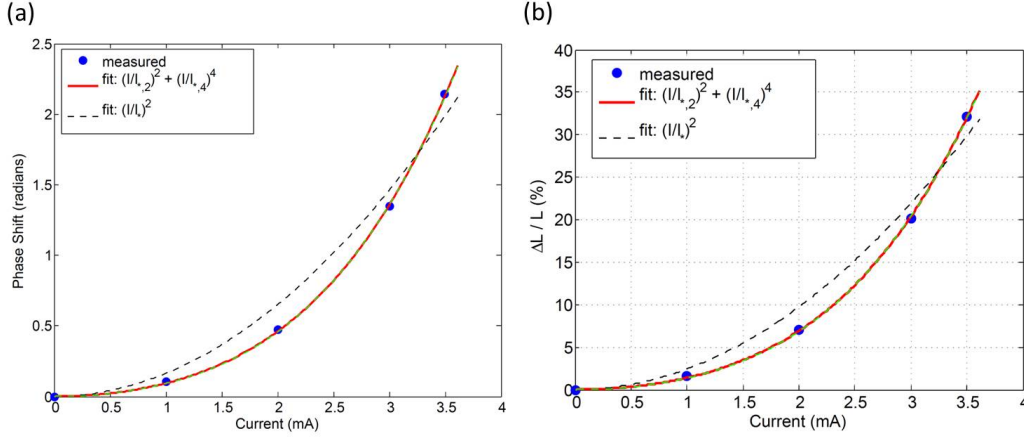 (a)
2.5
2
1.5
1
0.5
0
Phase Shift (radians)
measured
fit: (I/I*,2)2 + (I/I*,4)4
fit: (I/I*)2
0 0.5 1 1.5 2 2.5 3 3.5 4
Current (mA)
(b)
40
35
30
25
20
15
10
5
0
ΔL / L (%)
measured
fit: (I/I*,2)2 + (I/I*,4)4
fit: (I/I*)2
0 0.5 1 1.5 2 2.5 3 3.5 4
Current (mA)